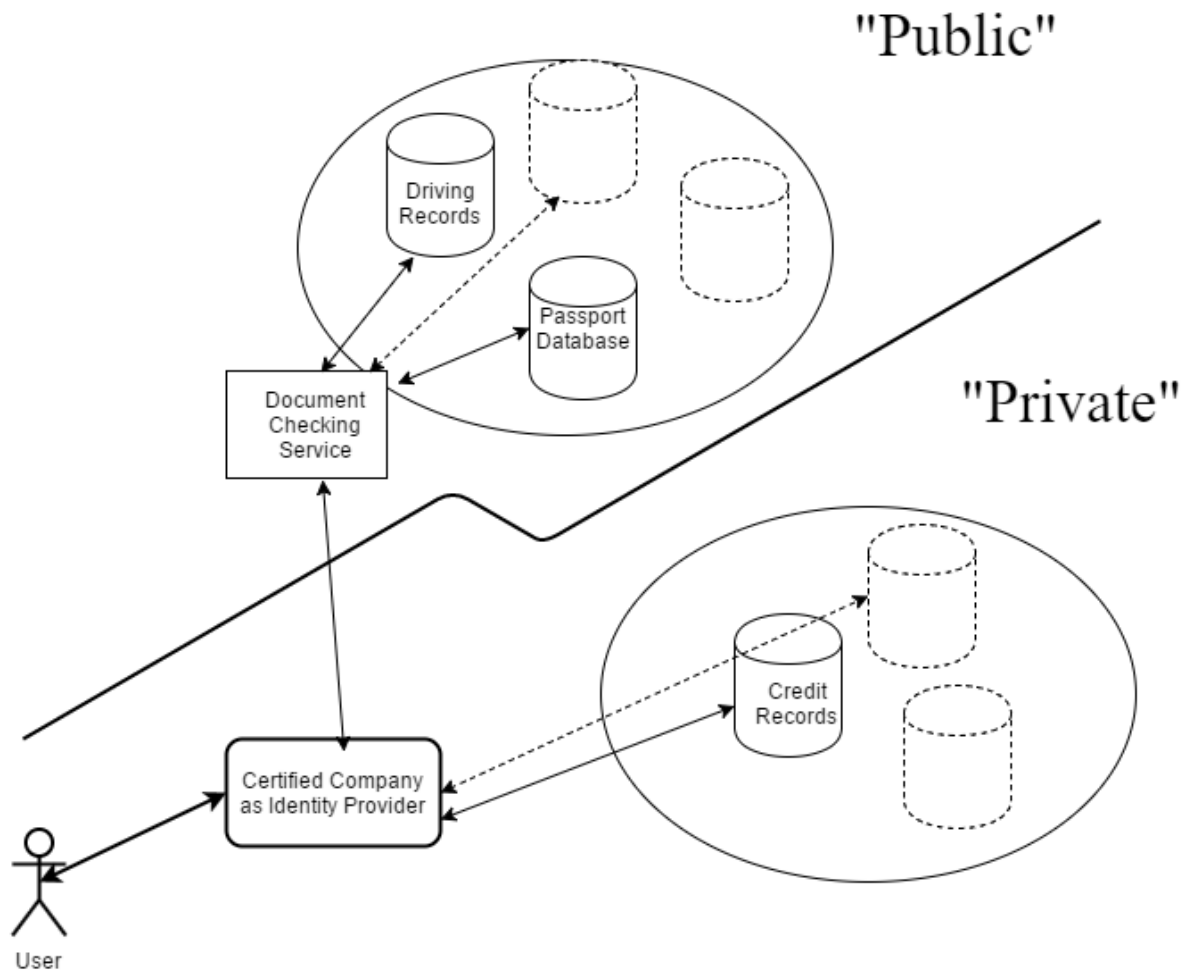 "Public"
Driving
Records
Passport
Database
Document
Checking
Service
"Private"
Credit
Records
Certified Company
as Identity Provider
User